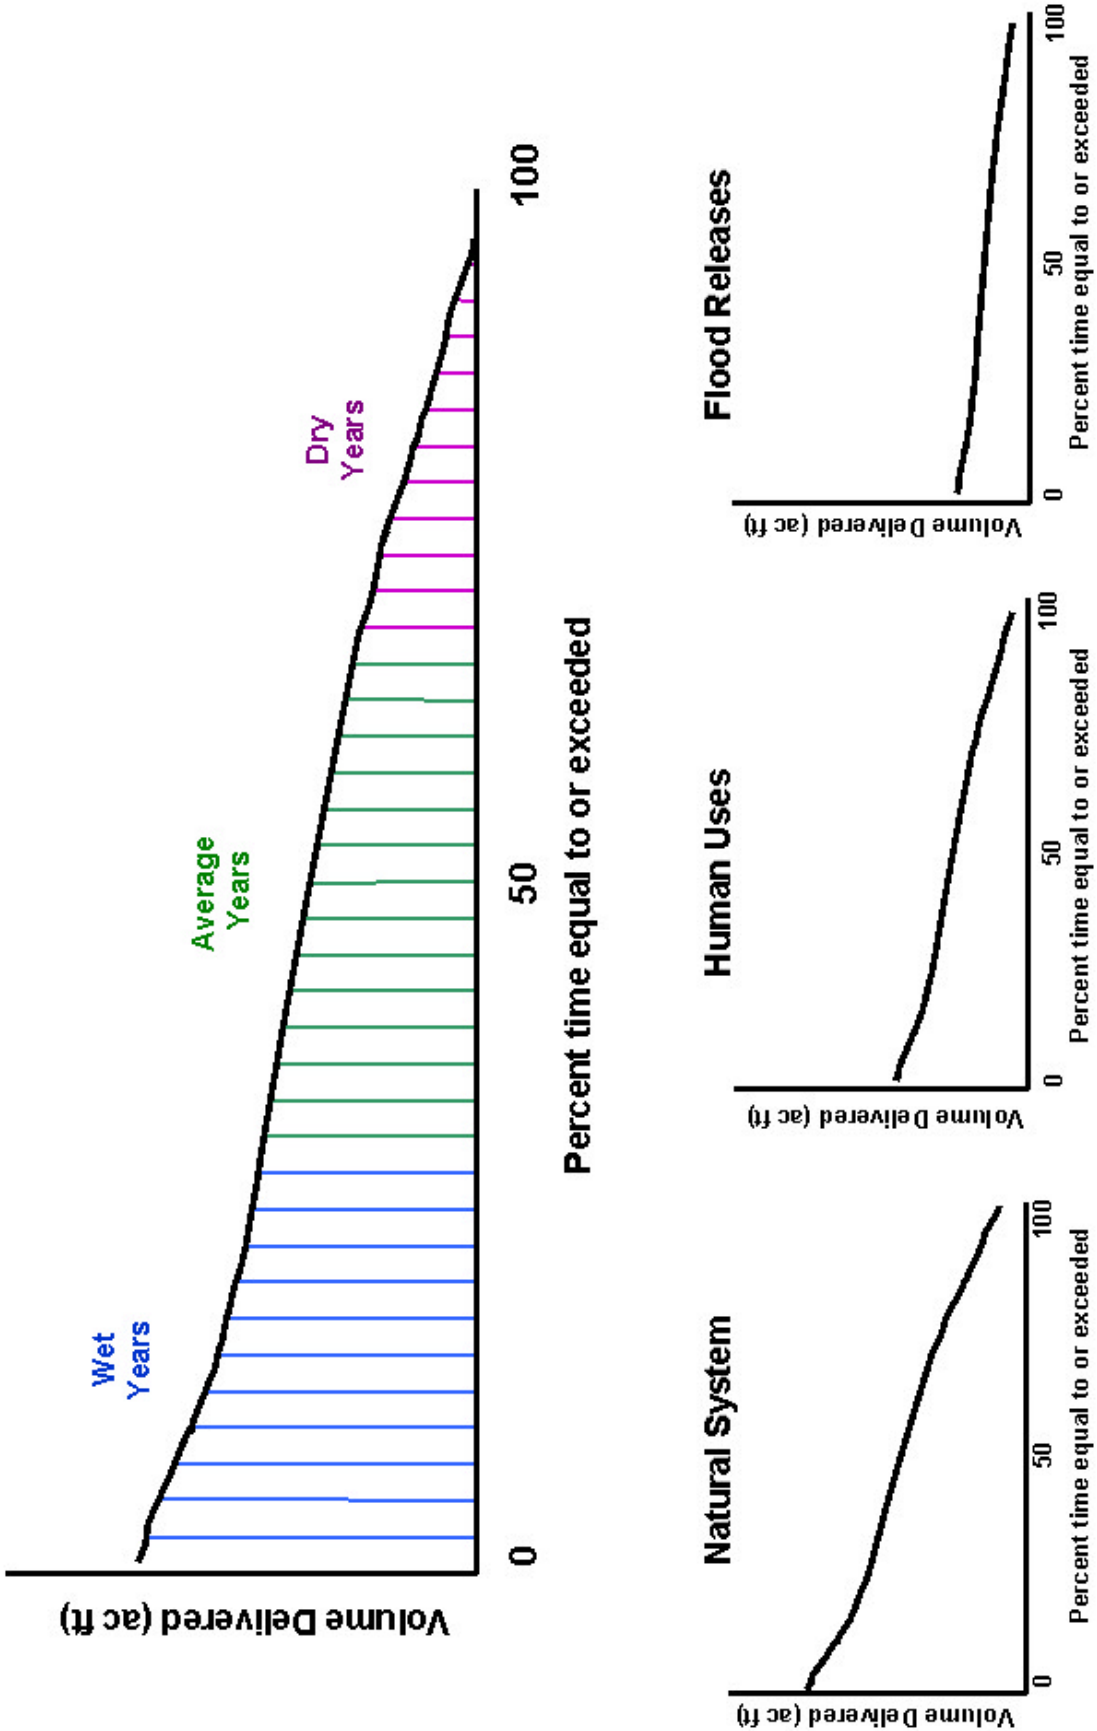 Volume Delivered (ac ft)
Wet
Years
Average
Years
Dry
Years
0
50
100
Percent time equal to or exceeded
Natural System
Volume Delivered (ac ft)
0
50
100
Percent time equal to or exceeded
Human Uses
Volume Delivered (ac ft)
0
50
100
Percent time equal to or exceeded
Flood Releases
Volume Delivered (ac ft)
0
50
100
Percent time equal to or exceeded